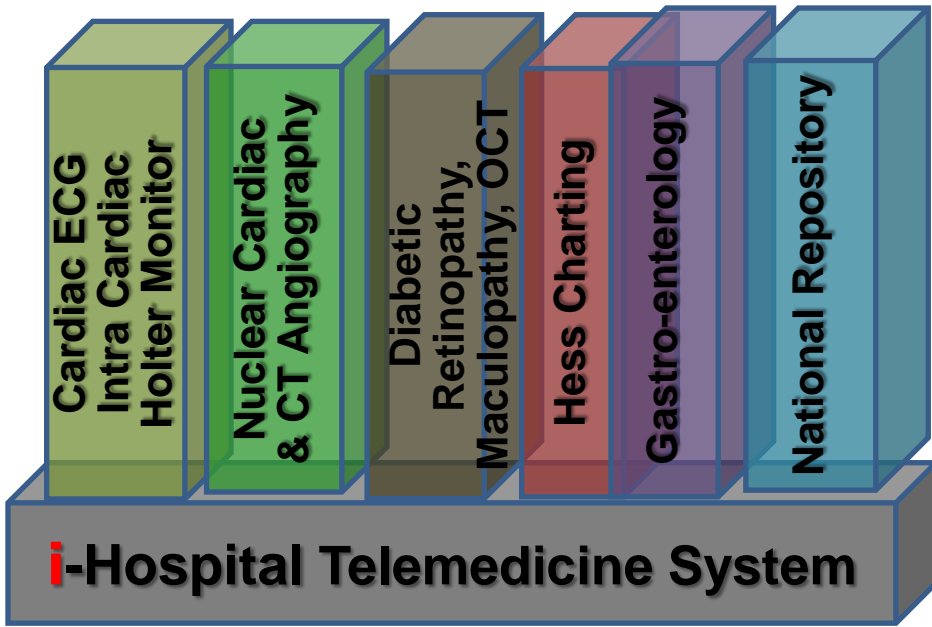 Cardiac ECG
Intra Cardiac
Holter Monitor
Nuclear Cardiac
& CT Angiography
Diabetic
Retinopathy,
Maculopathy, OCT
Hess Charting
Gastro-enterology
National Repository
i-Hospital Telemedicine System